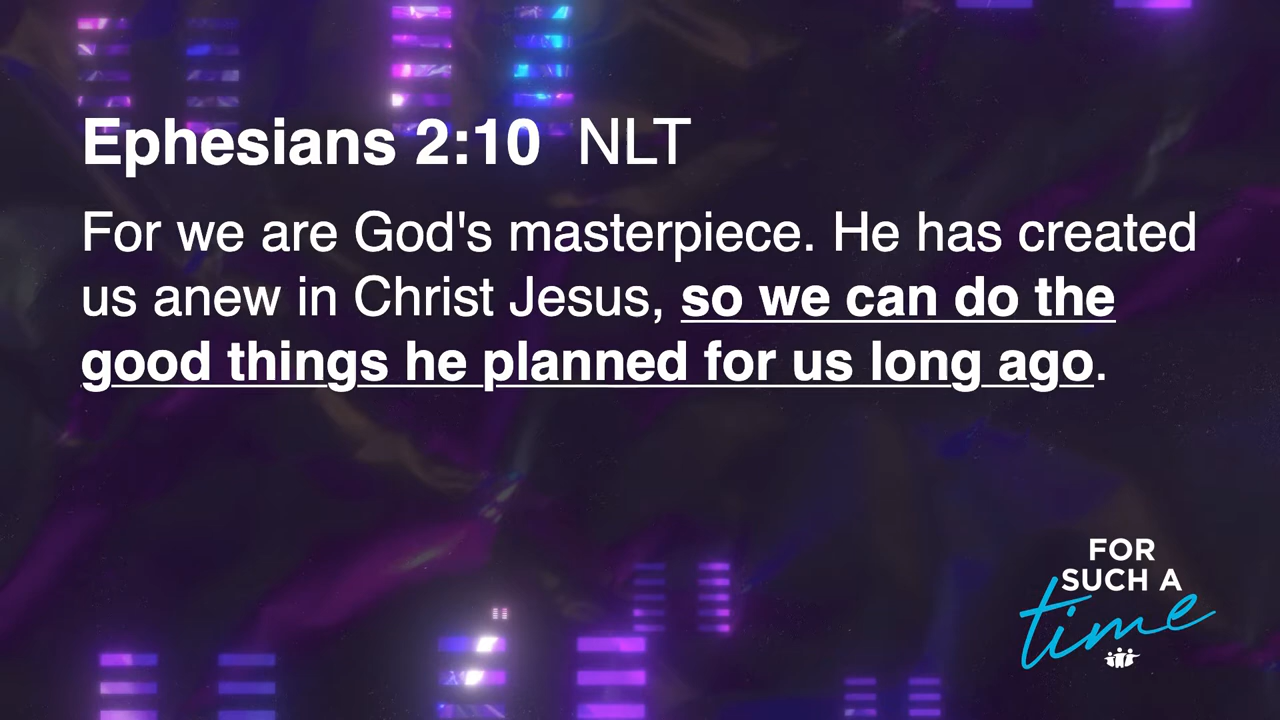 Ephesians 2:10 NLT
For we are God's masterpiece. He has created
us anew in Christ Jesus, so we can do the
good things he planned for us long ago.
FOR
SUCH A
time